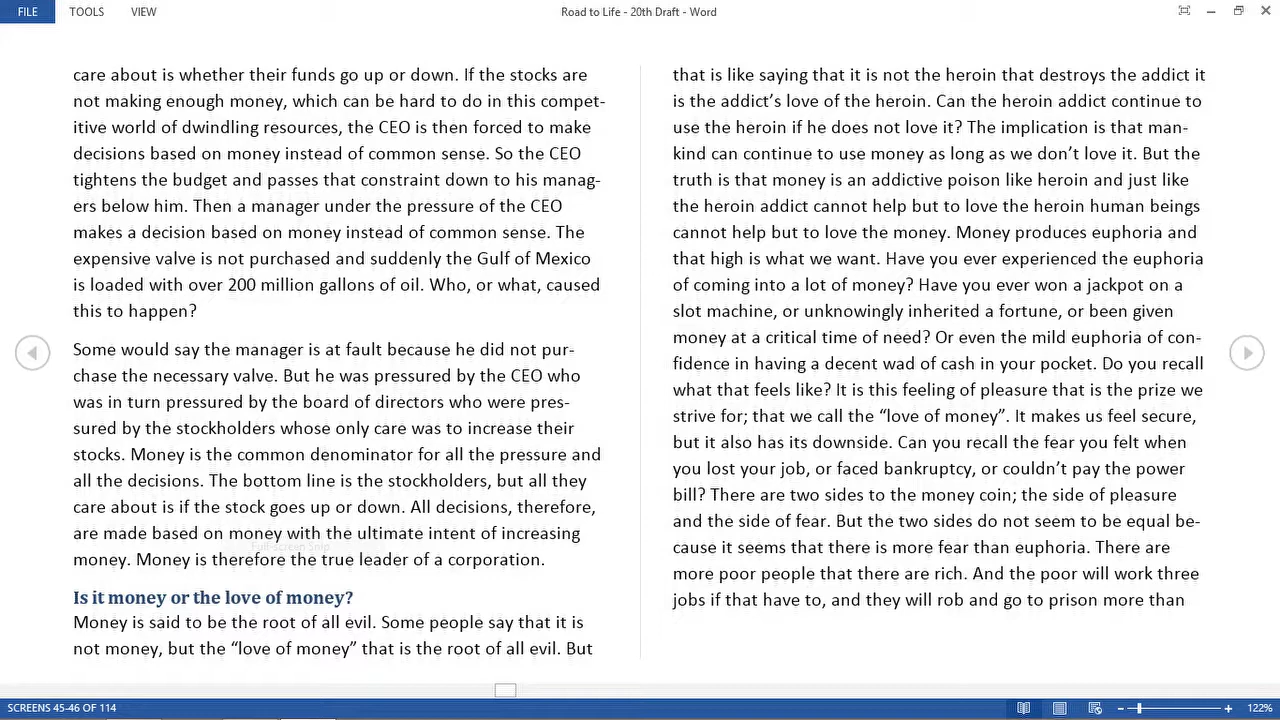 FILE TOOLS VIEW Road to Life - 20th Draft - Word
care about is whether their funds go up or down. If the stocks are
not making enough money, which can be hard to do in this compet-
itive world of dwindling resources, the CEO is then forced to make
decisions based on money instead of common sense. So the CEO
tightens the budget and passes that constraint down to his manag-
ers below him. Then a manager under the pressure of the CEO
makes a decision based on money instead of common sense. The
expensive valve is not purchased and suddenly the Gulf of Mexico
is loaded with over 200 million gallons of oil. Who, or what, caused
this to happen?
Some would say the manager is at fault because he did not pur-
chase the necessary valve. But he was pressured by the CEO who
was in turn pressured by the board of directors who were pres-
sured by the stockholders whose only care was to increase their
stocks. Money is the common denominator for all the pressure and
all the decisions. The bottom line is the stockholders, but all they
care about is if the stock goes up or down. All decisions, therefore,
are made based on money with the ultimate intent of increasing
Full-screen Snip
money. Money is therefore the true leader of a corporation.
Is it money or the love of money?
Money is said to be the root of all evil. Some people say that it is
not money, but the “love of money” that is the root of all evil. But
that is like saying that it is not the heroin that destroys the addict it
is the addict’s love of the heroin. Can the heroin addict continue to
use the heroin if he does not love it? The implication is that man-
kind can continue to use money as long as we don’t love it. But the
truth is that money is an addictive poison like heroin and just like
the heroin addict cannot help but to love the heroin human beings
cannot help but to love the money. Money produces euphoria and
that high is what we want. Have you ever experienced the euphoria
of coming into a lot of money? Have you ever won a jackpot on a
slot machine, or unknowingly inherited a fortune, or been given
money at a critical time of need? Or even the mild euphoria of con-
fidence in having a decent wad of cash in your pocket. Do you recall
what that feels like? It is this feeling of pleasure that is the prize we
strive for; that we call the “love of money”. It makes us feel secure,
but it also has its downside. Can you recall the fear you felt when
you lost your job, or faced bankruptcy, or couldn’t pay the power
bill? There are two sides to the money coin; the side of pleasure
and the side of fear. But the two sides do not seem to be equal be-
cause it seems that there is more fear than euphoria. There are
more poor people that there are rich. And the poor will work three
jobs if that have to, and they will rob and go to prison more than
SCREENS 45-46 OF 114 122%